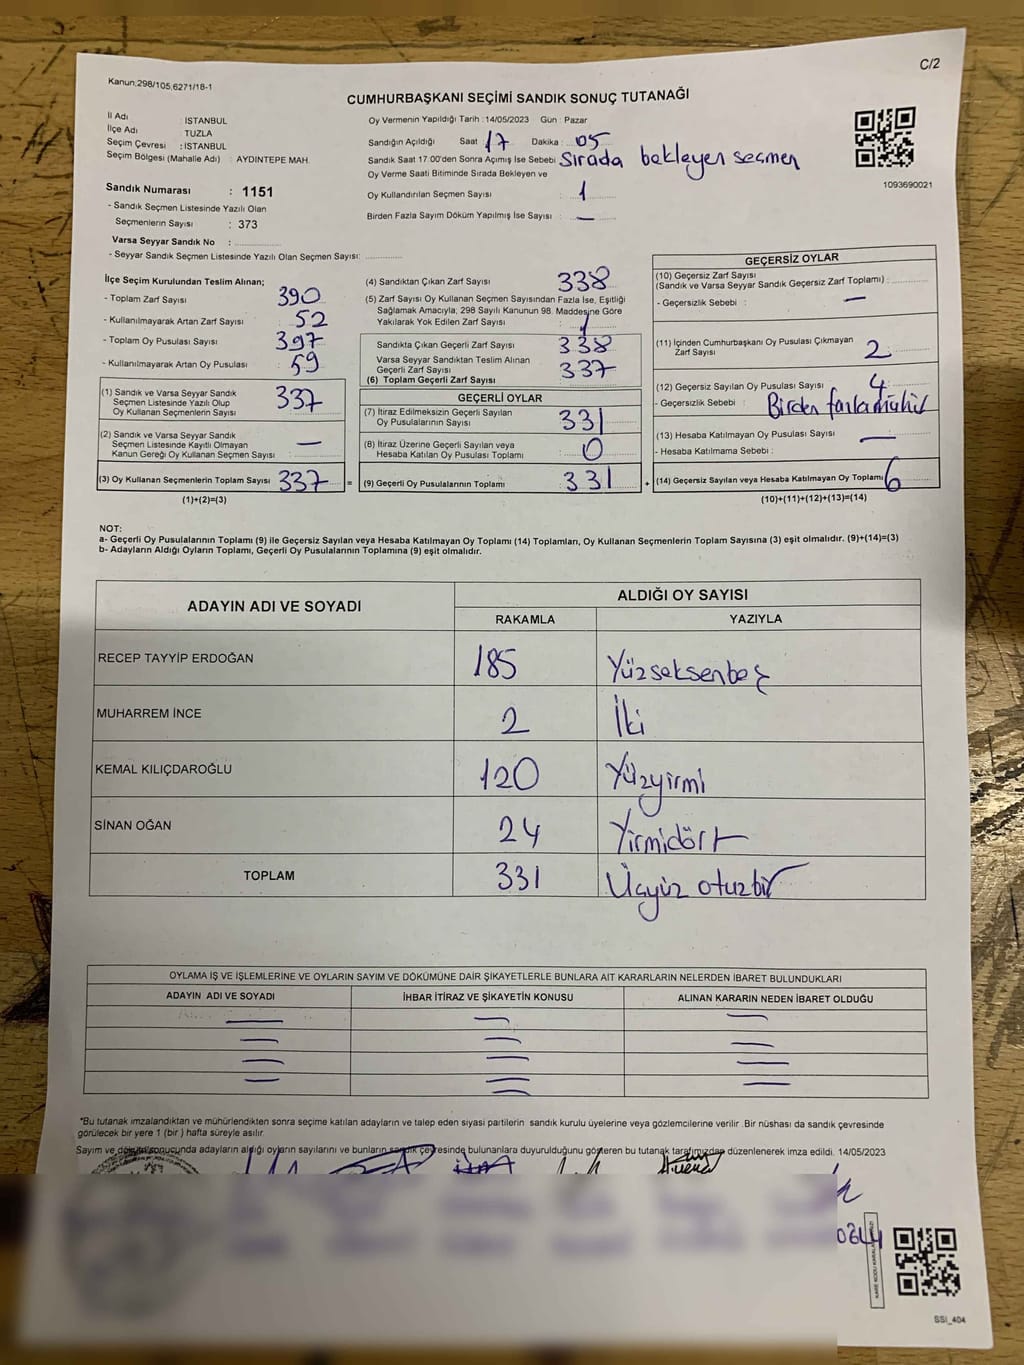 C/2
Kanun.298/105,6271/18-1
CUMHURBAŞKANI SEÇİMİ SANDIK SONUÇ TUTANAĞI
İl Adı : İSTANBUL
İlçe Adı : TUZLA
Seçim Çevresi : İSTANBUL
Seçim Bölgesi (Mahalle Adı) : AYDINTEPE MAH.
Sandık Numarası : 1151
- Sandık Seçmen Listesinde Yazılı Olan
Seçmenlerin Sayısı : 373
Varsa Seyyar Sandık No :
- Seyyar Sandık Seçmen Listesinde Yazılı Olan Seçmen Sayısı:
Oy Vermenin Yapıldığı Tarih : 14/05/2023 Gün : Pazar
Sandığın Açıldığı Saat 17 Dakika : 05
Sandık Saat 17.00'den Sonra Açımış İse Sebebi Sırada bekleyen seçmen
Oy Verme Saati Bitiminde Sırada Bekleyen ve
Oy Kullandırılan Seçmen Sayısı : 1
Birden Fazla Sayım Döküm Yapılmış İse Sayısı : —
1093690021
İlçe Seçim Kurulundan Teslim Alınan;
- Toplam Zarf Sayısı 390
- Kullanılmayarak Artan Zarf Sayısı : 52
- Toplam Oy Pusulası Sayısı : 397
- Kullanılmayarak Artan Oy Pusulası : 59
(1) Sandık ve Varsa Seyyar Sandık
Seçmen Listesinde Yazılı Olup
Oy Kullanan Seçmenlerin Sayısı : 337
(2) Sandık ve Varsa Seyyar Sandık
Seçmen Listesinde Kayıtlı Olmayan
Kanun Gereği Oy Kullanan Seçmen Sayısı : —
(3) Oy Kullanan Seçmenlerin Toplam Sayısı : 337 =
(1)+(2)=(3)
(4) Sandıktan Çıkan Zarf Sayısı 338
(5) Zarf Sayısı Oy Kullanan Seçmen Sayısından Fazla İse, Eşitliği
Sağlamak Amacıyla, 298 Sayılı Kanunun 98. Maddesine Göre
Yakılarak Yok Edilen Zarf Sayısı : 1
Sandıkta Çıkan Geçerli Zarf Sayısı : 338
Varsa Seyyar Sandıktan Teslim Alınan
Geçerli Zarf Sayısı : 337
(6) Toplam Geçerli Zarf Sayısı
GEÇERLİ OYLAR
(7) İtiraz Edilmeksizin Geçerli Sayılan
Oy Pusulalarının Sayısı : 331
(8) İtiraz Üzerine Geçerli Sayılan veya
Hesaba Katılan Oy Pusulası Toplamı : 0
(9) Geçerli Oy Pusulalarının Toplamı : 331 +
GEÇERSİZ OYLAR
(10) Geçersiz Zarf Sayısı
(Sandık ve Varsa Seyyar Sandık Geçersiz Zarf Toplamı) :
- Geçersizlik Sebebi : —
(11) İçinden Cumhurbaşkanı Oy Pusulası Çıkmayan
Zarf Sayısı : 2
(12) Geçersiz Sayılan Oy Pusulası Sayısı : 4
- Geçersizlik Sebebi : Birden fazla mühür
(13) Hesaba Katılmayan Oy Pusulası Sayısı : —
- Hesaba Katılmama Sebebi :
(14) Geçersiz Sayılan veya Hesaba Katılmayan Oy Toplamı : 6
(10)+(11)+(12)+(13)=(14)
NOT:
a- Geçerli Oy Pusulalarının Toplamı (9) ile Geçersiz Sayılan veya Hesaba Katılmayan Oy Toplamı (14) Toplamları, Oy Kullanan Seçmenlerin Toplam Sayısına (3) eşit olmalıdır. (9)+(14)=(3)
b- Adayların Aldığı Oyların Toplamı, Geçerli Oy Pusulalarının Toplamına (9) eşit olmalıdır.
ADAYIN ADI VE SOYADI
ALDIĞI OY SAYISI
RAKAMLA YAZIYLA
RECEP TAYYİP ERDOĞAN 185 Yüzseksenbeş
MUHARREM İNCE 2 İki
KEMAL KILIÇDAROĞLU 120 Yüzyirmi
SİNAN OĞAN 24 Yirmidört
TOPLAM 331 Üçyüz otuzbir
OYLAMA İŞ VE İŞLEMLERİNE VE OYLARIN SAYIM VE DÖKÜMÜNE DAİR ŞİKAYETLERLE BUNLARA AİT KARARLARIN NELERDEN İBARET BULUNDUKLARI
ADAYIN ADI VE SOYADI İHBAR İTİRAZ VE ŞİKAYETİN KONUSU ALINAN KARARIN NEDEN İBARET OLDUĞU
— — —
— — —
— — —
— — —
*Bu tutanak imzalandıktan ve mühürlendikten sonra seçime katılan adayların ve talep eden siyasi partilerin sandık kurulu üyelerine veya gözlemcilerine verilir. Bir nüshası da sandık çevresinde
görülecek bir yere 1 (bir ) hafta süreyle asılır.
Sayım ve döküm sonucunda adayların aldığı oyların sayılarını ve bunların sandık çevresinde bulunanlara duyurulduğunu gösteren bu tutanak tarafımızdan düzenlenerek imza edildi. 14/05/2023
SSI_404